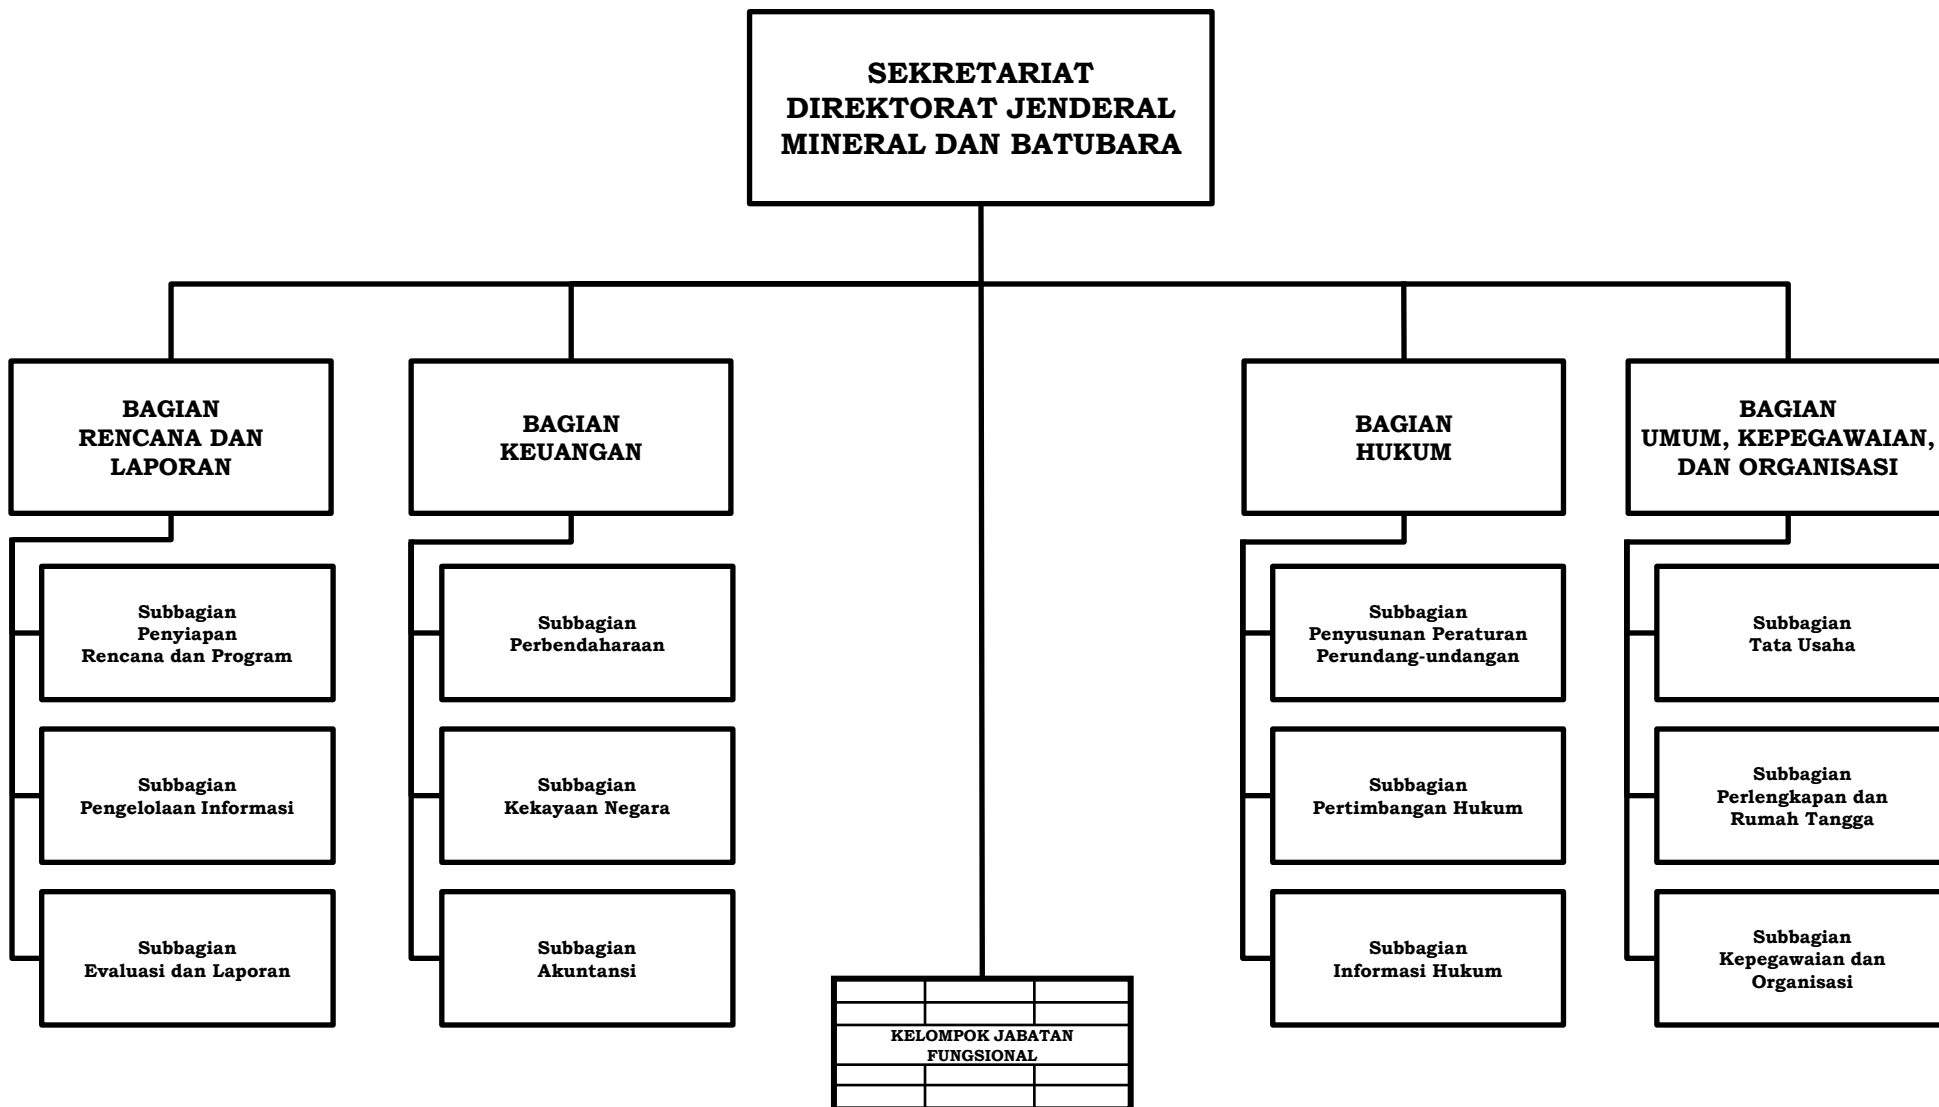 SEKRETARIAT
DIREKTORAT JENDERAL
MINERAL DAN BATUBARA
BAGIAN
RENCANA DAN
LAPORAN
BAGIAN
KEUANGAN
BAGIAN
HUKUM
BAGIAN
UMUM, KEPEGAWAIAN,
DAN ORGANISASI
Subbagian
Penyiapan
Rencana dan Program
Subbagian
Perbendaharaan
Subbagian
Penyusunan Peraturan
Perundang-undangan
Subbagian
Tata Usaha
Subbagian
Pengelolaan Informasi
Subbagian
Kekayaan Negara
Subbagian
Pertimbangan Hukum
Subbagian
Perlengkapan dan
Rumah Tangga
Subbagian
Evaluasi dan Laporan
Subbagian
Akuntansi
Subbagian
Informasi Hukum
Subbagian
Kepegawaian dan
Organisasi
KELOMPOK JABATAN
FUNGSIONAL